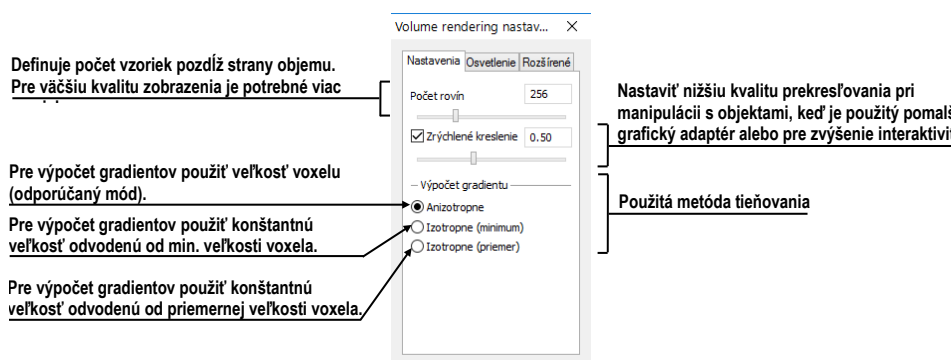 Volume rendering nastav...
Definuje počet vzoriek pozdĺž strany objemu.
Pre väčšiu kvalitu zobrazenia je potrebné viac
Nastavenia Osvetlenie Rozšírené
Počet rovín 256
Zrýchlené kreslenie 0.50
Nastaviť nižšiu kvalitu prekresľovania pri
manipulácii s objektami, keď je použitý
grafický adaptér alebo pre zvýšenie
Pre výpočet gradientov použiť veľkosť voxelu
(odporúčaný mód).
Výpočet gradientu
Anizotropne
Izotropne (minimum)
Izotropne (priemer)
Použitá metóda tieňovania
Pre výpočet gradientov použiť konštantnú
veľkosť odvodenú od min. veľkosti voxela.
Pre výpočet gradientov použiť konštantnú
veľkosť odvodenú od priemernej veľkosti voxela.